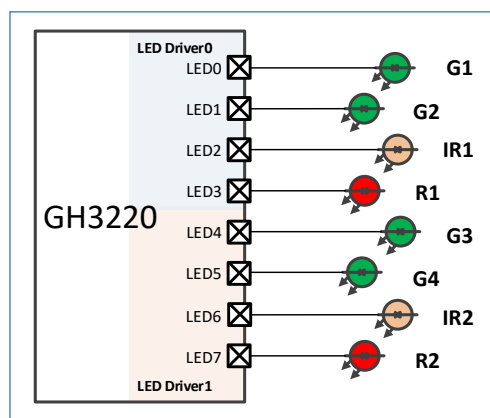 LED Driver0
LED0 G1
LED1 G2
LED2 IR1
LED3 R1
GH3220
LED4 G3
LED5 G4
LED6 IR2
LED7 R2
LED Driver1